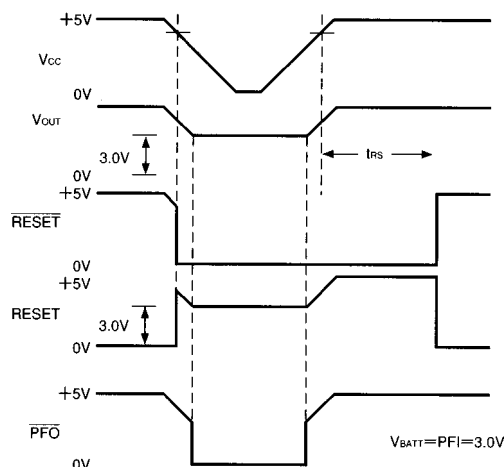 +5V
VCC
0V
VOUT
3.0V
tRS
0V
+5V
RESET
0V
+5V
RESET
3.0V
0V
+5V
PFO
VBATT=PFI=3.0V
0V